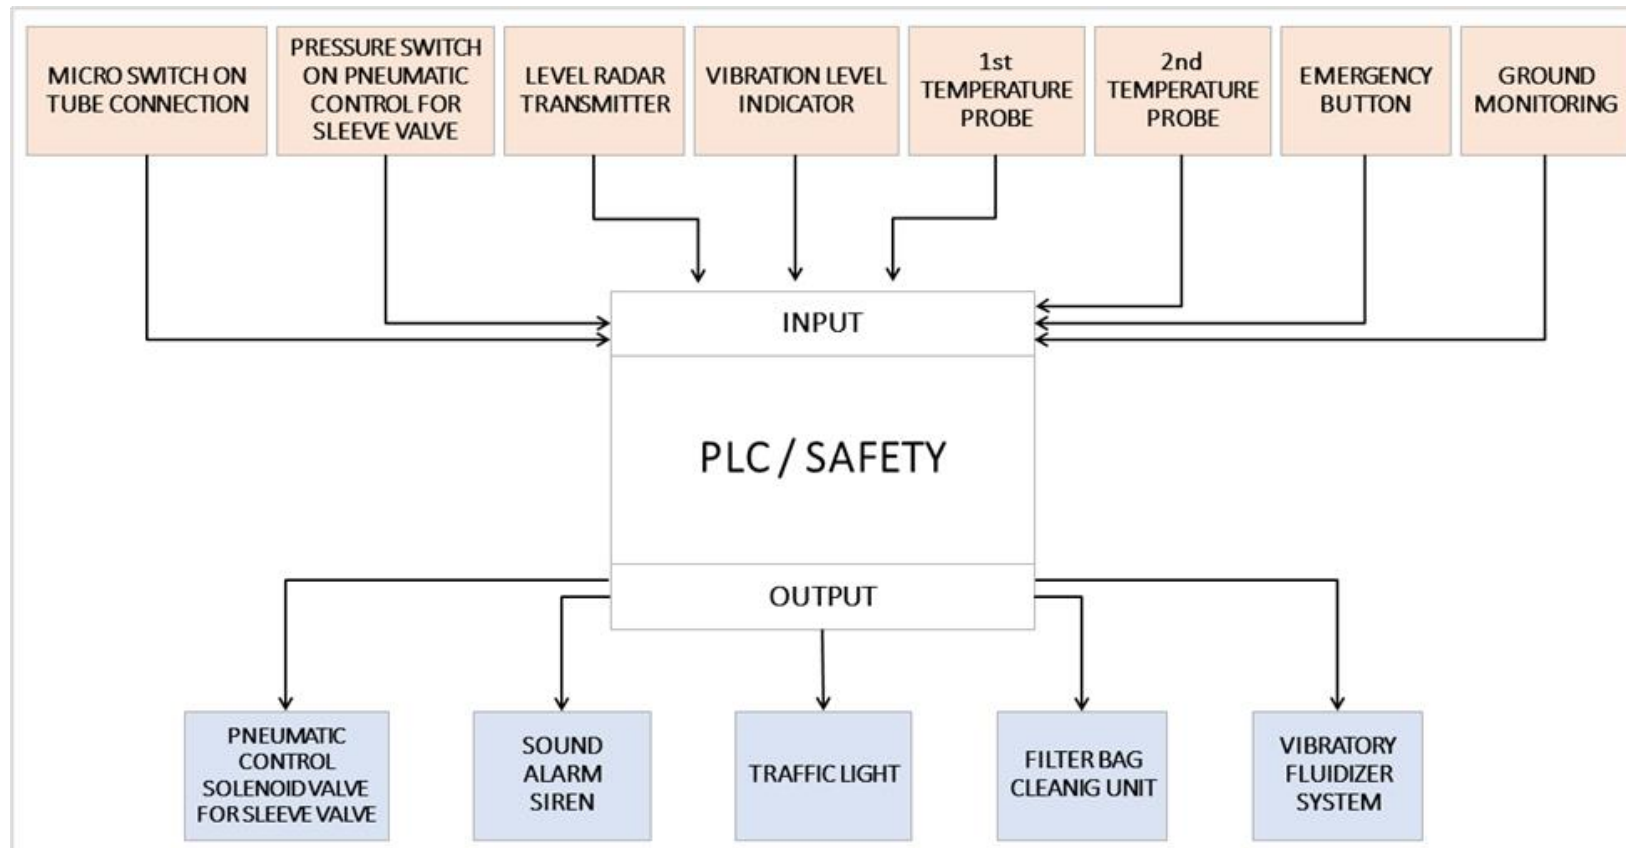 MICRO SWITCH ON
TUBE CONNECTION
PRESSURE SWITCH
ON PNEUMATIC
CONTROL FOR
SLEEVE VALVE
LEVEL RADAR
TRANSMITTER
VIBRATION LEVEL
INDICATOR
1st
TEMPERATURE
PROBE
2nd
TEMPERATURE
PROBE
EMERGENCY
BUTTON
GROUND
MONITORING
INPUT
PLC / SAFETY
OUTPUT
PNEUMATIC
CONTROL
SOLENOID VALVE
FOR SLEEVE VALVE
SOUND
ALARM
SIREN
TRAFFIC LIGHT
FILTER BAG
CLEANIG UNIT
VIBRATORY
FLUIDIZER
SYSTEM